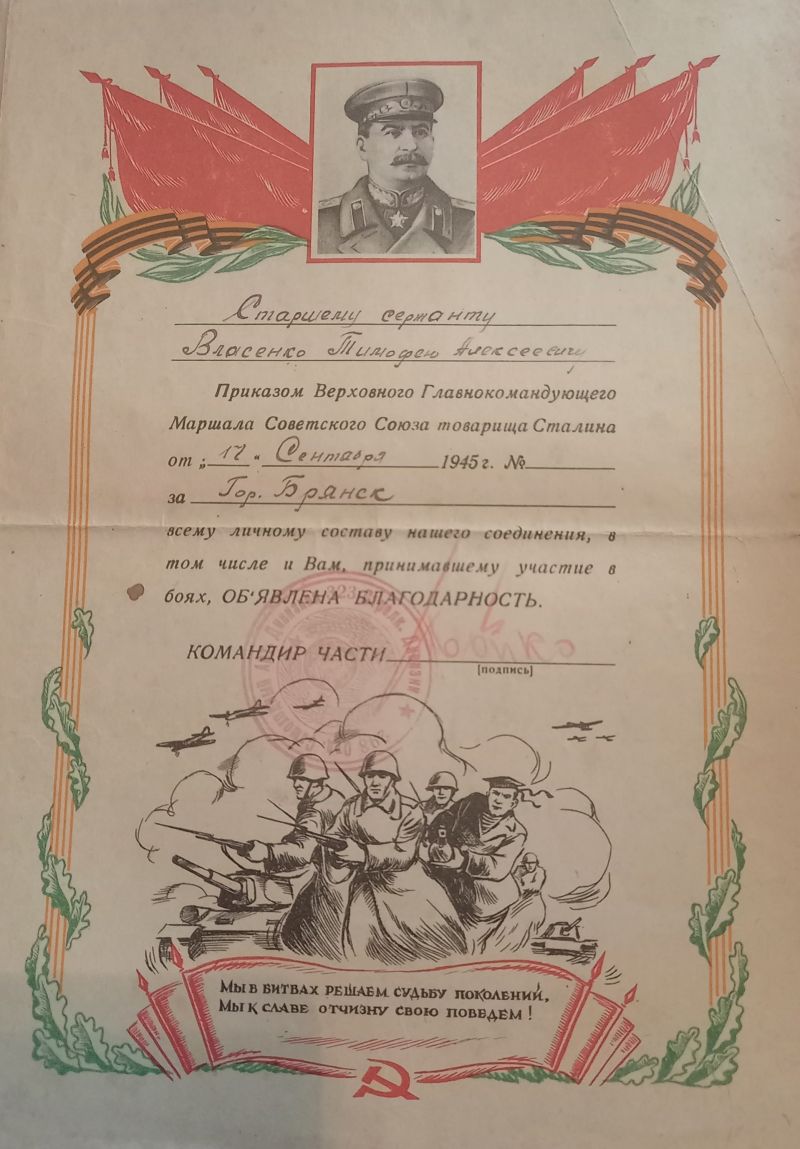 Старшему сержанту
Власенко Тимофею Алексеевичу
Приказом Верховного Главнокомандующего
Маршала Советского Союза товарища Сталина
от „17“ Сентября 1945 г. №
за Гор. Брянск
всему личному составу нашего соединения, в
том числе и Вам, принимавшему участие в
боях, ОБ'ЯВЛЕНА БЛАГОДАРНОСТЬ.
КОМАНДИР ЧАСТИ
[подпись]
МЫ В БИТВАХ РЕШАЕМ СУДЬБУ ПОКОЛЕНИЙ,
МЫ К СЛАВЕ ОТЧИЗНУ СВОЮ ПОВЕДЕМ!